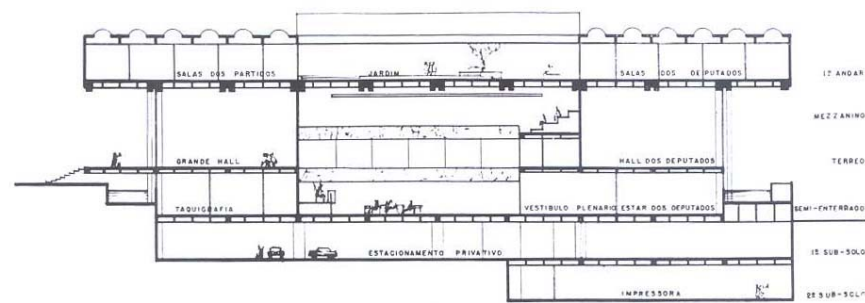 SALAS DOS PARTIDOS JARDIM SALAS DOS DEPUTADOS 1º ANDAR
MEZZANINO
GRANDE HALL HALL DOS DEPUTADOS TERREO
TAQUIGRAFIA VESTIBULO PLENARIO ESTAR DOS DEPUTADOS SEMI-ENTERRADO
ESTACIONAMENTO PRIVATIVO 1º SUB-SOLO
IMPRESSORA 2º SUB-SOLO